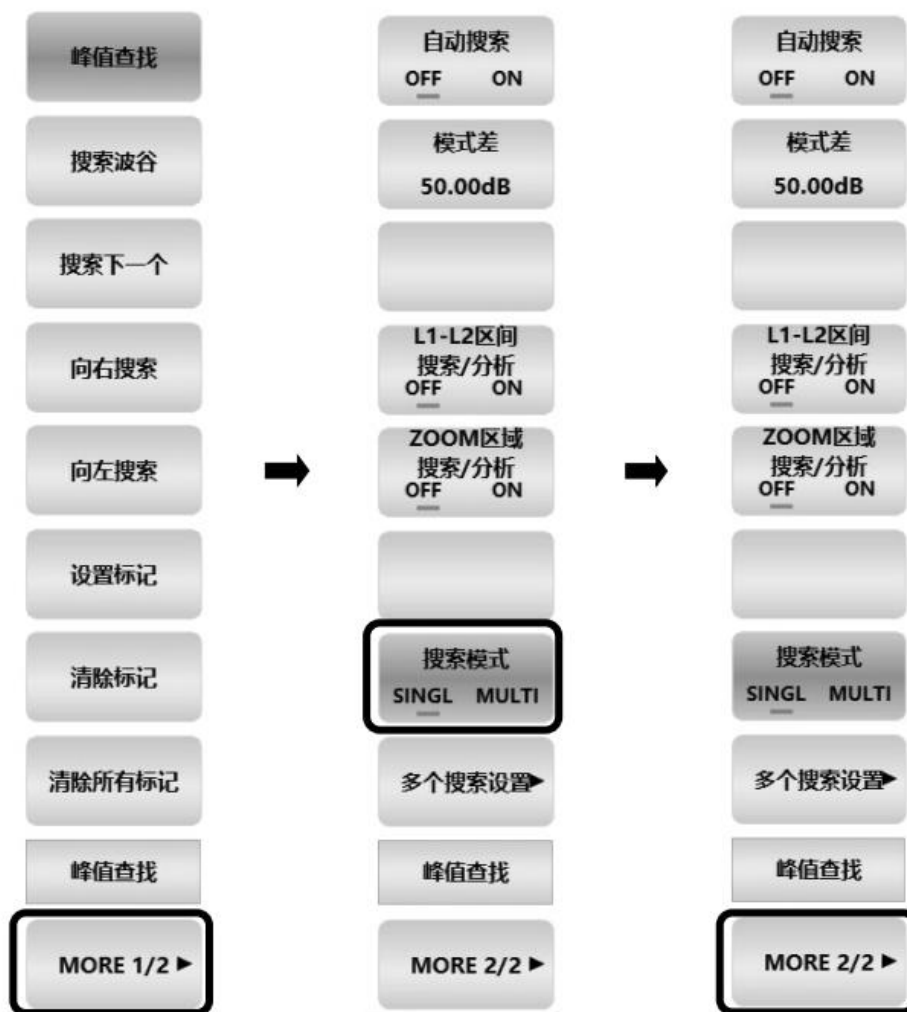 峰值查找
搜索波谷
搜索下一个
向右搜索
向左搜索
设置标记
清除标记
清除所有标记
峰值查找
MORE 1/2 ▶
自动搜索
OFF ON
模式差
50.00dB
L1-L2区间
搜索/分析
OFF ON
ZOOM区域
搜索/分析
OFF ON
搜索模式
SINGL MULTI
多个搜索设置▶
峰值查找
MORE 2/2 ▶
自动搜索
OFF ON
模式差
50.00dB
L1-L2区间
搜索/分析
OFF ON
ZOOM区域
搜索/分析
OFF ON
搜索模式
SINGL MULTI
多个搜索设置▶
峰值查找
MORE 2/2 ▶